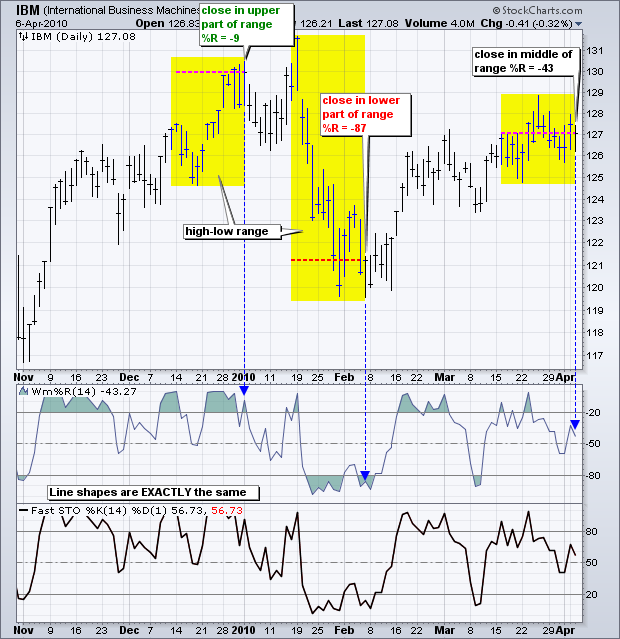 IBM (International Business Machines
© StockCharts.com
6-Apr-2010
Open 126.83
126.21 Last 127.08 Volume 4.0M Chg -0.41 (-0.32%)
IBM (Daily) 127.08
close in upper
part of range
%R = -9
close in lower
part of range
%R = -87
close in middle of
range %R = -43
high-low range
131
130
129
128
127
126
125
124
123
122
121
120
119
118
117
Nov 9 16 23 Dec 7 14 21 28 2010 11 19 25 Feb 8 16 22 Mar 8 15 22 29 Apr
Wm%R(14) -43.27
-20
-50
-80
Line shapes are EXACTLY the same
Fast STO %K(14) %D(1) 56.73, 56.73
80
50
20
Nov 9 16 23 Dec 7 14 21 28 2010 11 19 25 Feb 8 16 22 Mar 8 15 22 29 Apr